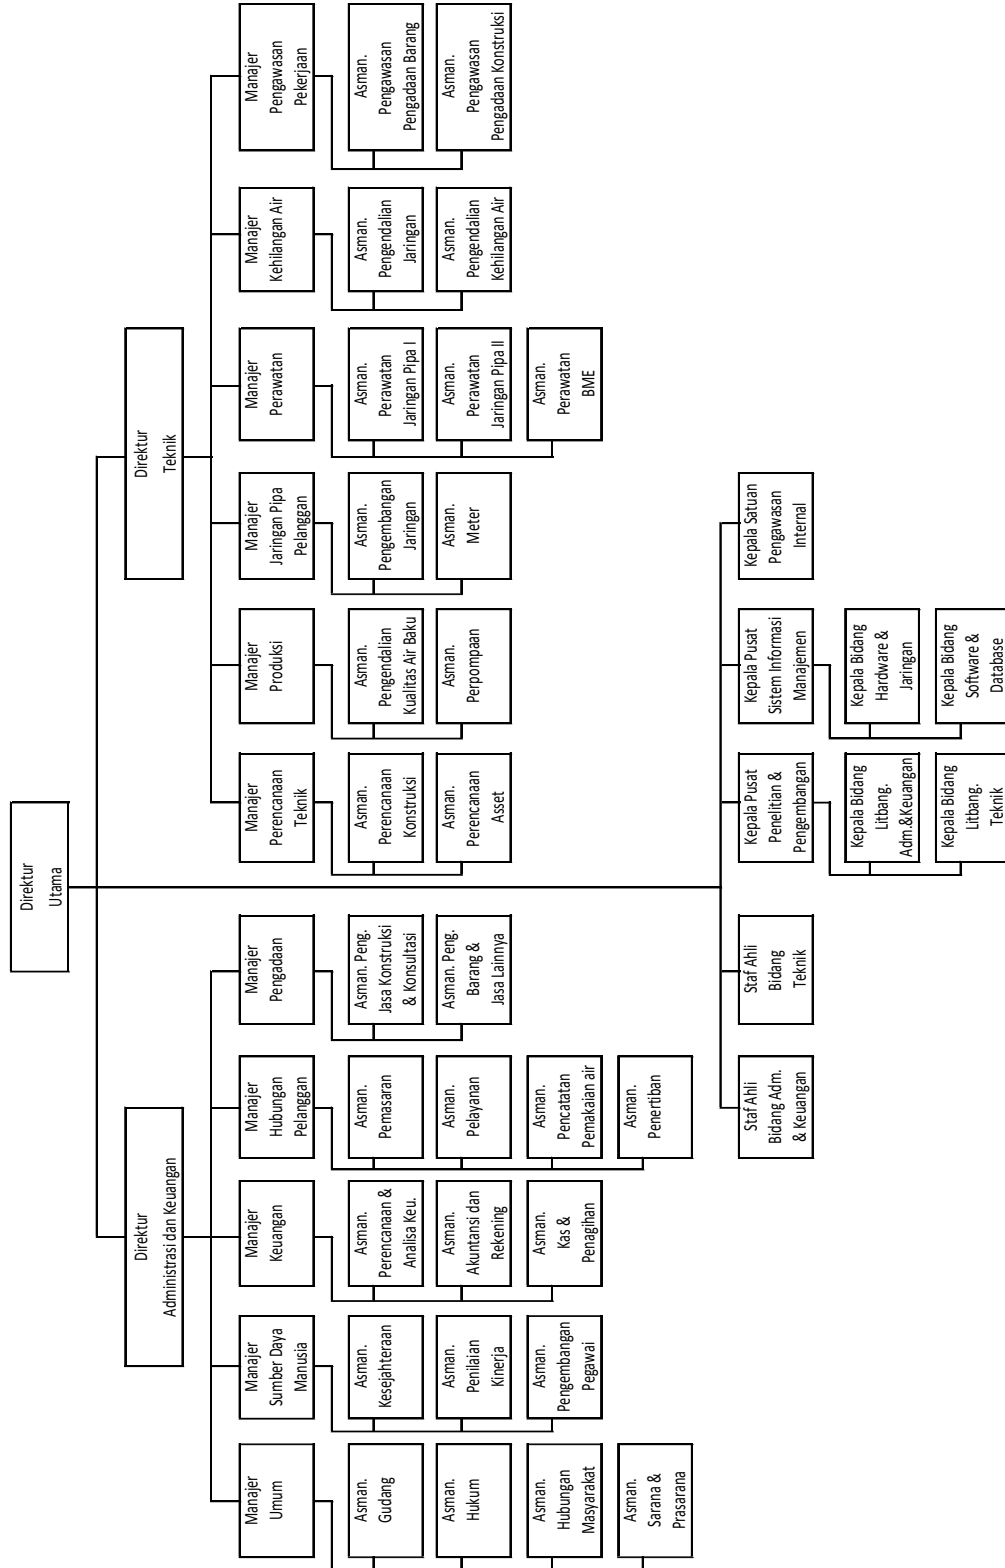 Direktur
Utama
Direktur
Administrasi dan Keuangan
Direktur
Teknik
Manajer
Umum
Manajer
Sumber Daya
Manusia
Manajer
Keuangan
Manajer
Hubungan
Pelanggan
Manajer
Pengadaan
Manajer
Perencanaan
Teknik
Manajer
Produksi
Manajer
Jaringan Pipa
Pelanggan
Manajer
Perawatan
Manajer
Kehilangan Air
Manajer
Pengawasan
Pekerjaan
Asman.
Gudang
Asman.
Kesejahteraan
Asman.
Perencanaan &
Analisa Keu.
Asman.
Pemasaran
Asman. Peng.
Jasa Konstruksi
& Konsultasi
Asman.
Perencanaan
Konstruksi
Asman.
Pengendalian
Kualitas Air Baku
Asman.
Pengembangan
Jaringan
Asman.
Perawatan
Jaringan Pipa I
Asman.
Pengendalian
Jaringan
Asman.
Pengawasan
Pengadaan Barang
Asman.
Hukum
Asman.
Penilaian
Kinerja
Asman.
Akuntansi dan
Rekening
Asman.
Pelayanan
Asman. Peng.
Barang &
Jasa Lainnya
Asman.
Perencanaan
Asset
Asman.
Perpompaan
Asman.
Meter
Asman.
Perawatan
Jaringan Pipa II
Asman.
Pengendalian
Kehilangan Air
Asman.
Pengawasan
Pengadaan Konstruksi
Asman.
Hubungan
Masyarakat
Asman.
Pengembangan
Pegawai
Asman.
Kas &
Penagihan
Asman.
Pencatatan
Pemakaian air
Asman.
Perawatan
BME
Asman.
Sarana &
Prasarana
Asman.
Penertiban
Staf Ahli
Bidang Adm.
& Keuangan
Staf Ahli
Bidang
Teknik
Kepala Pusat
Penelitian &
Pengembangan
Kepala Pusat
Sistem Informasi
Manajemen
Kepala Satuan
Pengawasan
Internal
Kepala Bidang
Litbang.
Adm.&Keuangan
Kepala Bidang
Hardware &
Jaringan
Kepala Bidang
Litbang.
Teknik
Kepala Bidang
Software &
Database